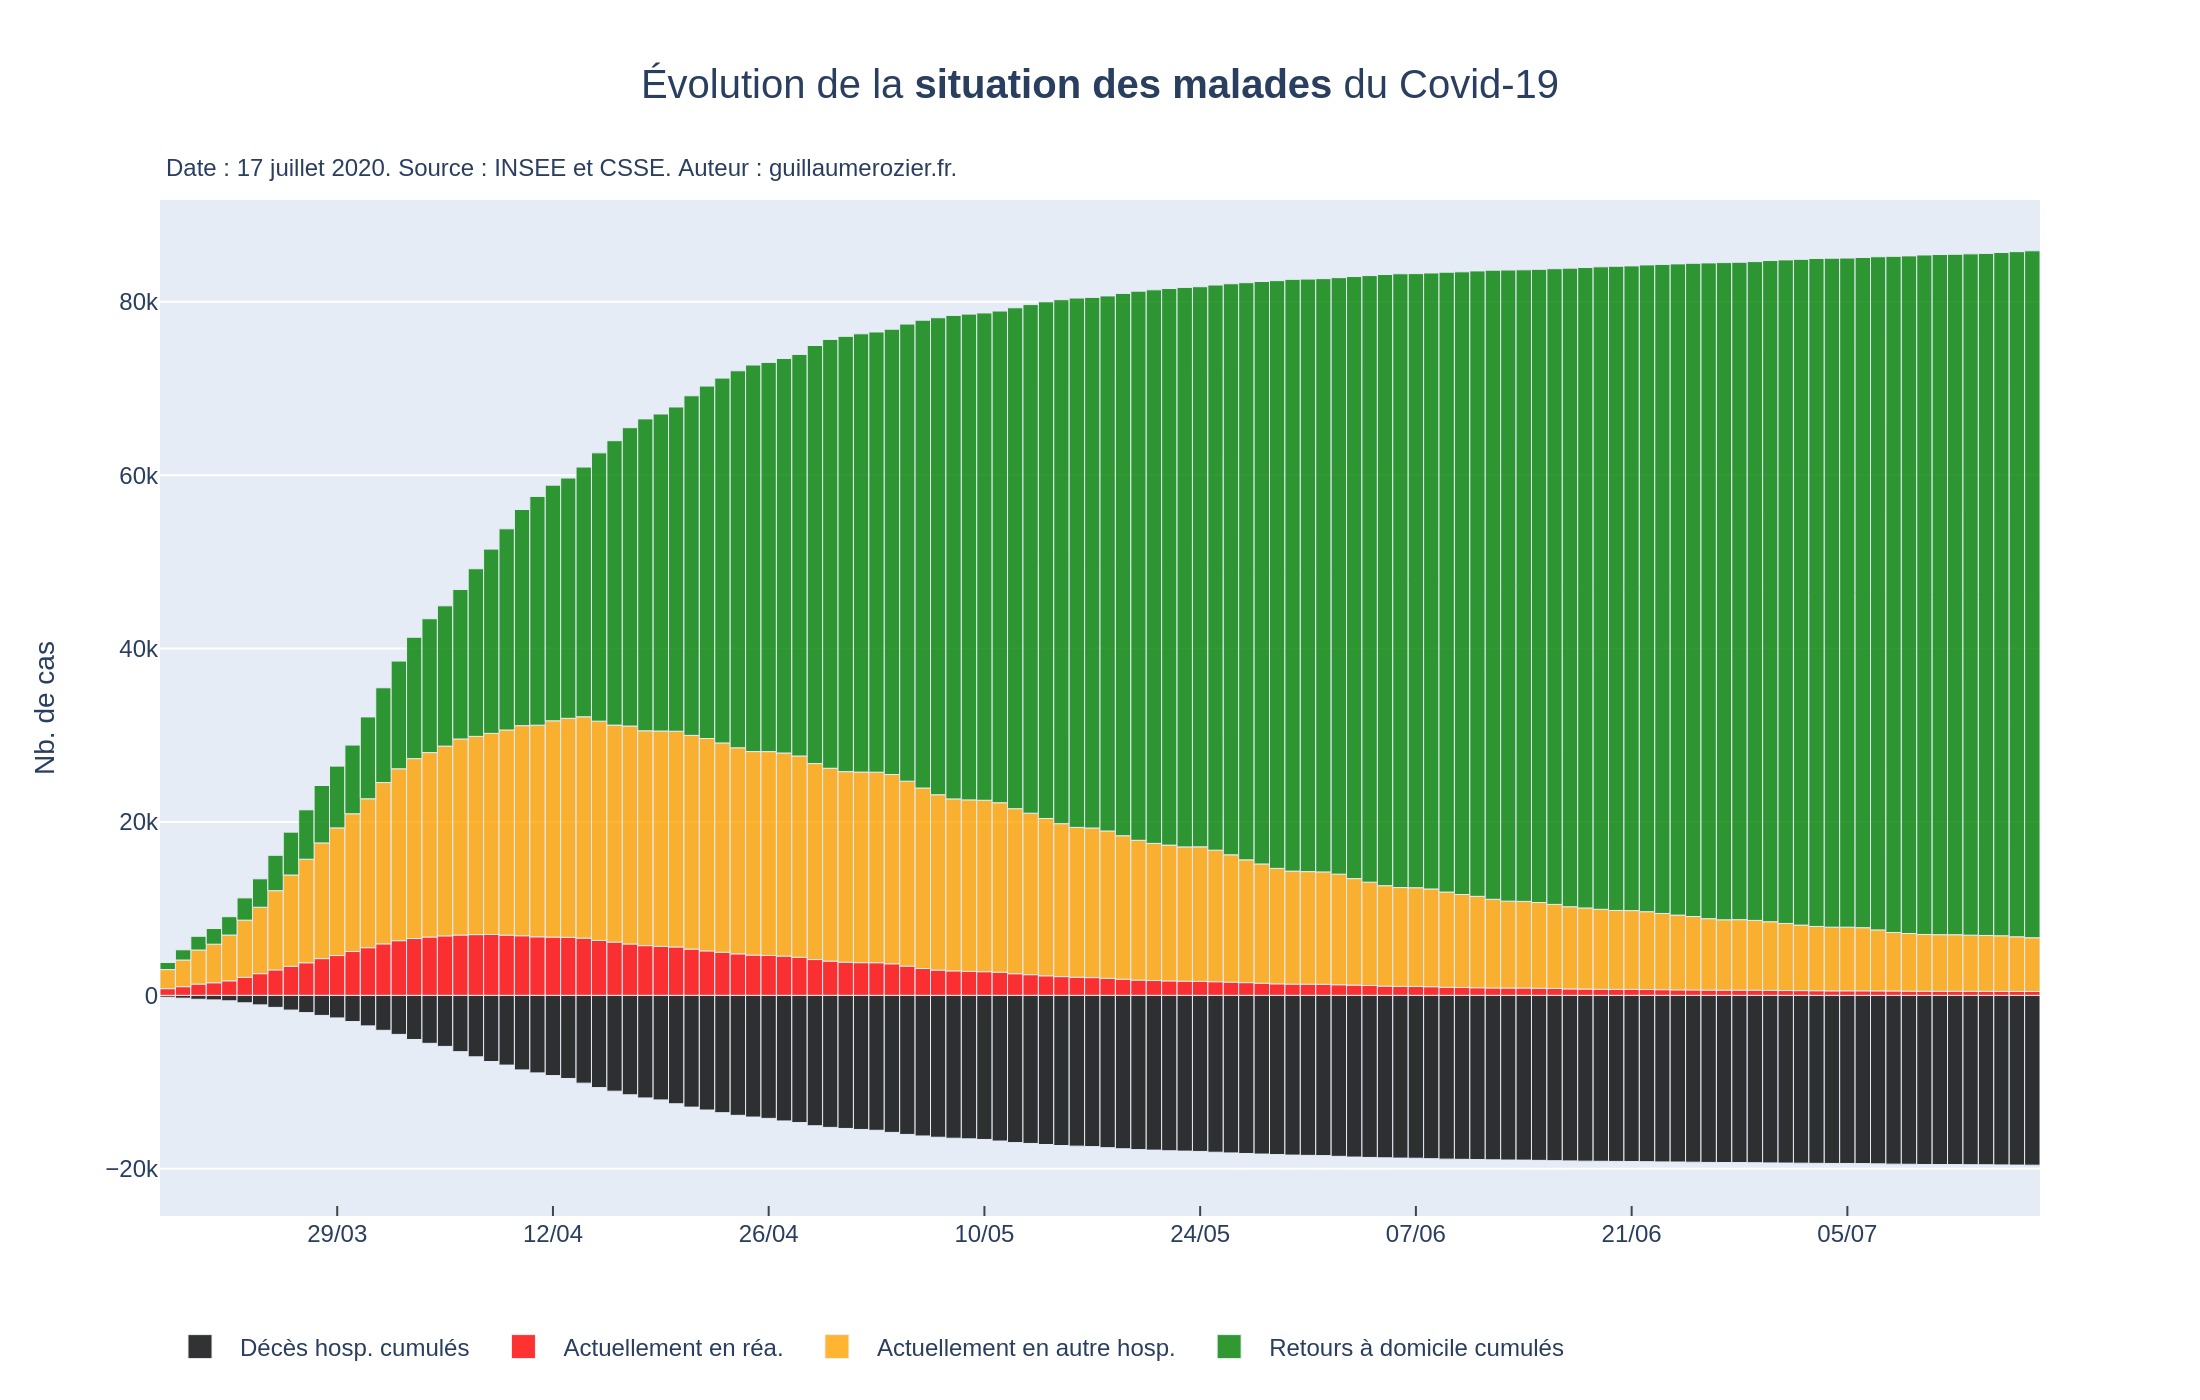 Évolution de la situation des malades du Covid-19
Date : 17 juillet 2020. Source : INSEE et CSSE. Auteur : guillaumerozier.fr.
80k
60k
40k
20k
0
−20k
Nb. de cas
29/03 12/04 26/04 10/05 24/05 07/06 21/06 05/07
Décès hosp. cumulés Actuellement en réa. Actuellement en autre hosp. Retours à domicile cumulés